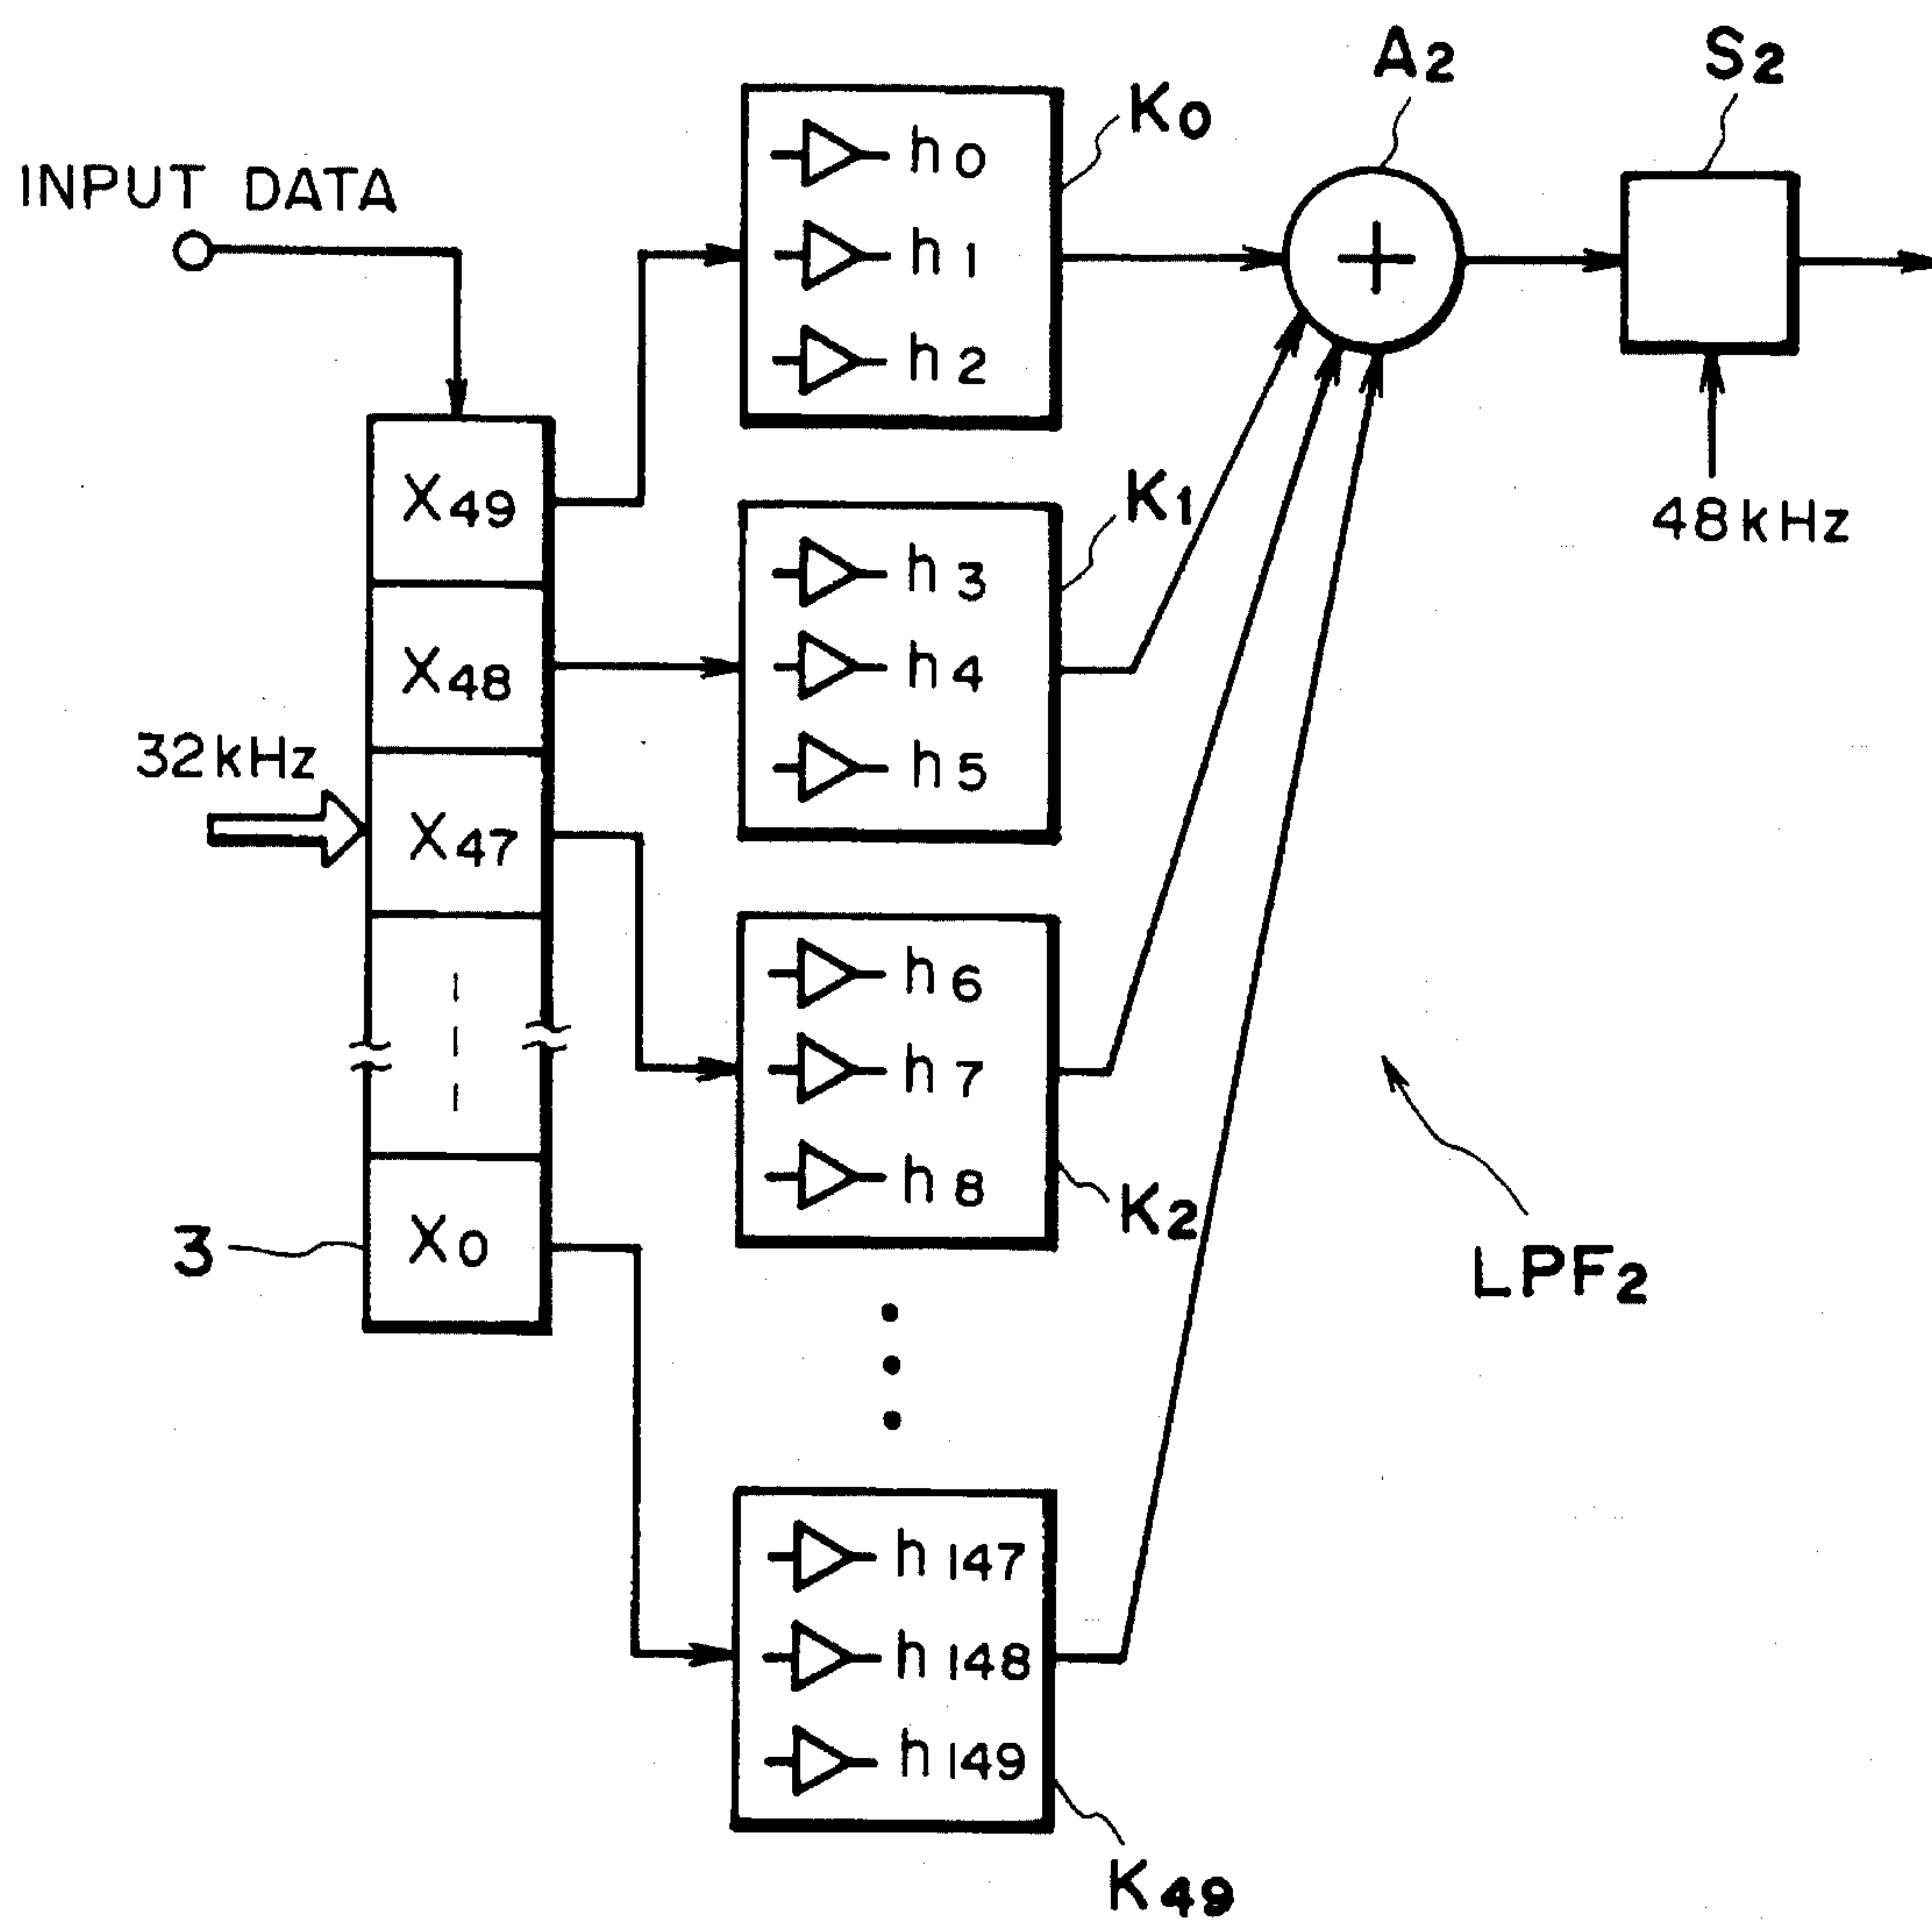 A2
S2
K0
INPUT DATA
h0
h1
h2
+
48kHz
X49
X48
X47
X0
32kHz
3
K1
h3
h4
h5
h6
h7
h8
K2
LPF2
h147
h148
h149
K49